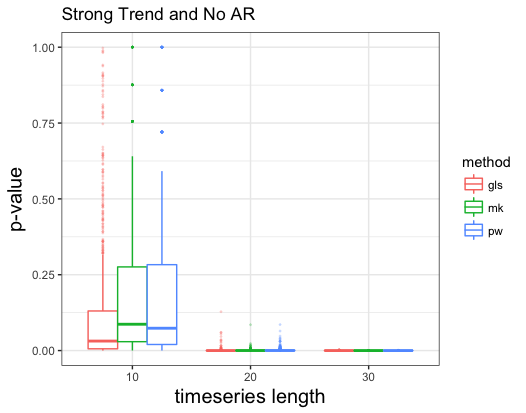 Strong Trend and No AR
1.00
0.75
0.50
0.25
0.00
p-value
10
20
30
timeseries length
method
gls
mk
pw